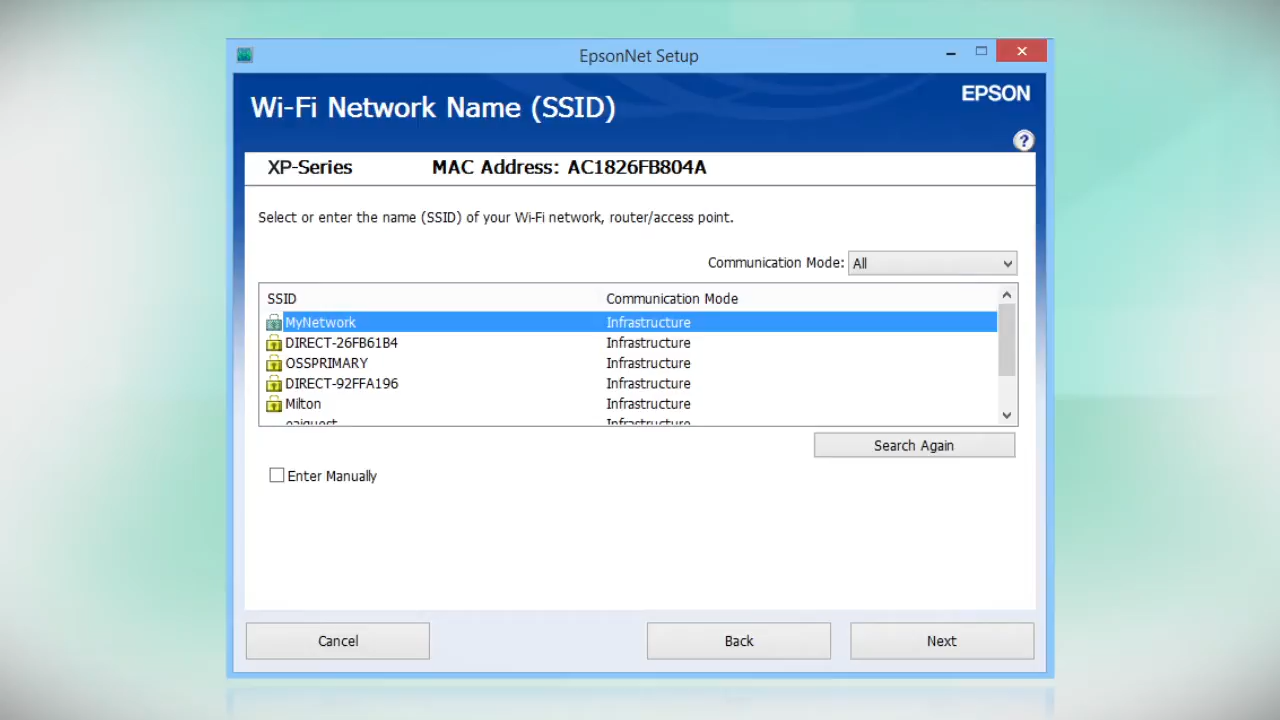 EpsonNet Setup
Wi-Fi Network Name (SSID)
EPSON
?
XP-Series MAC Address: AC1826FB804A
Select or enter the name (SSID) of your Wi-Fi network, router/access point.
Communication Mode: All
SSID Communication Mode
MyNetwork Infrastructure
DIRECT-26FB61B4 Infrastructure
OSSPRIMARY Infrastructure
DIRECT-92FFA196 Infrastructure
Milton Infrastructure
Infrastructure
Search Again
Enter Manually
Cancel Back Next